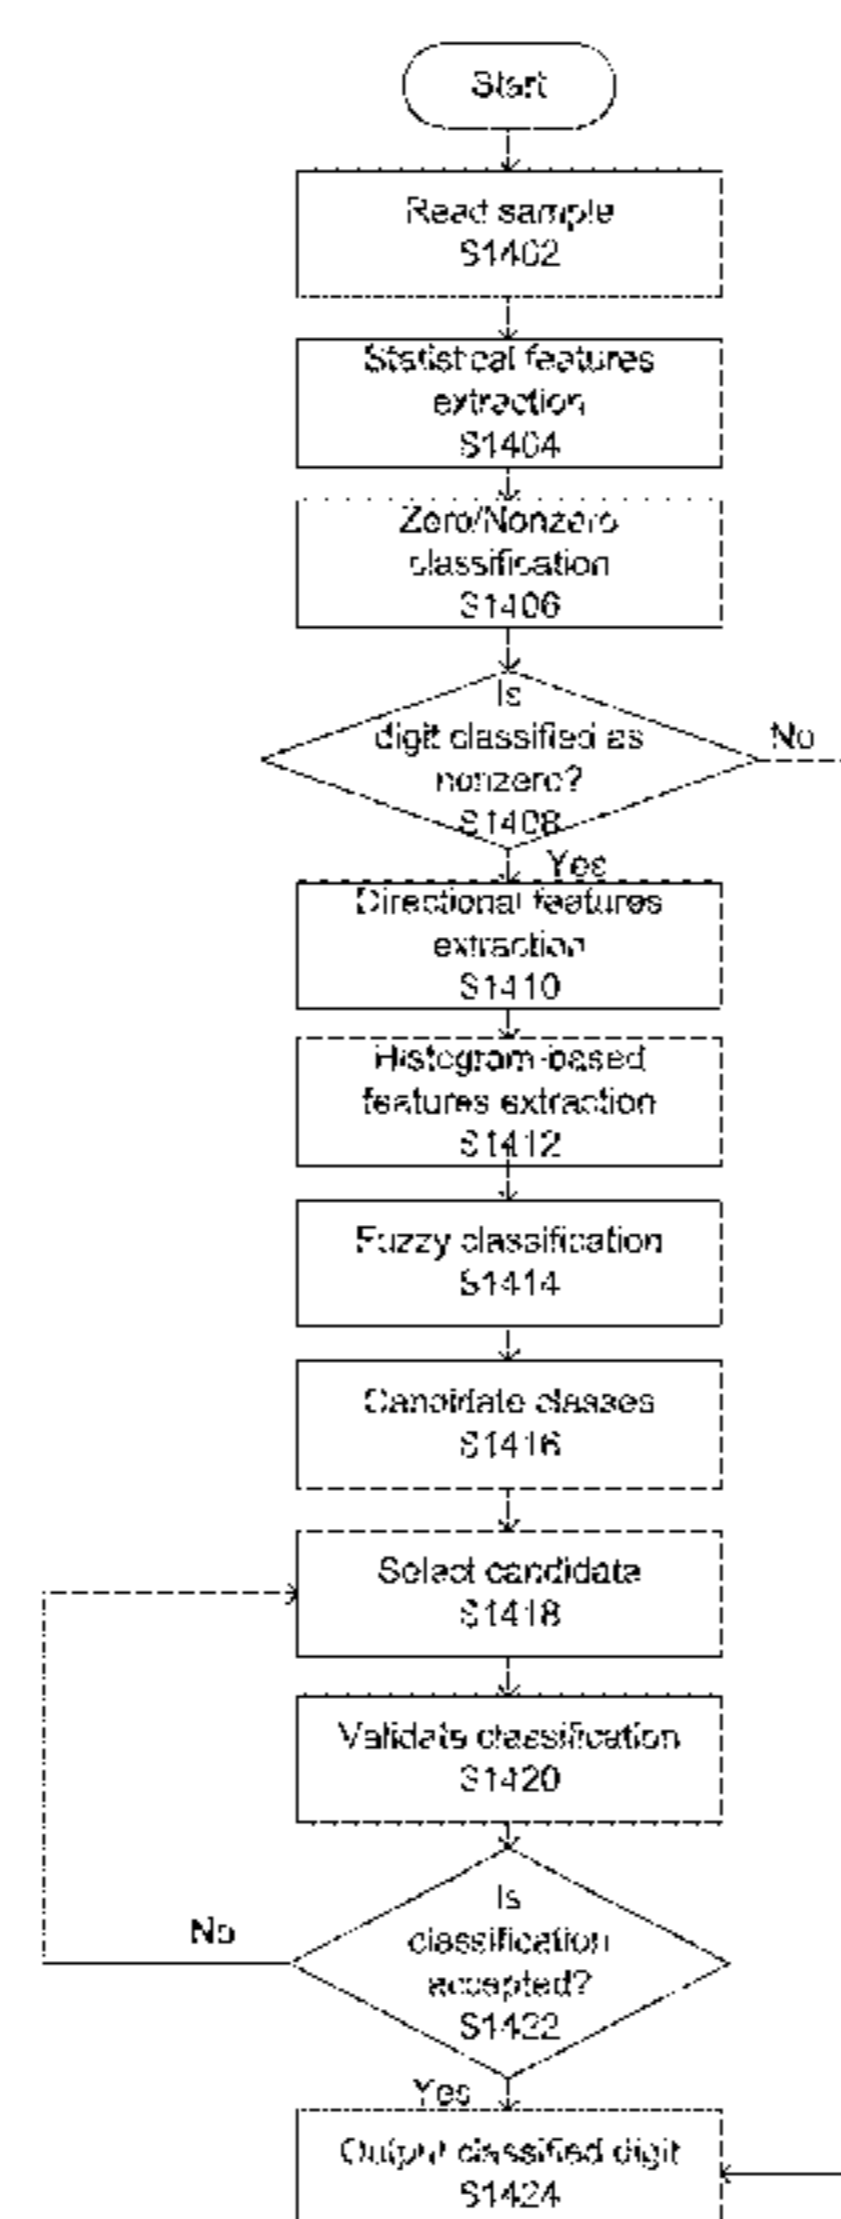 Start
Read sample
S1402
Statistical features
extraction
S1404
Zero/Nonzero
classification
S1406
Is
digit classified as
nonzero?
S1408
No
Yes
Directional features
extraction
S1410
Histogram-based
features extraction
S1412
Fuzzy classification
S1414
Candidate classes
S1416
Select candidate
S1418
Validate classification
S1420
Is
classification
accepted?
S1422
No
Yes
Output classified digit
S1424